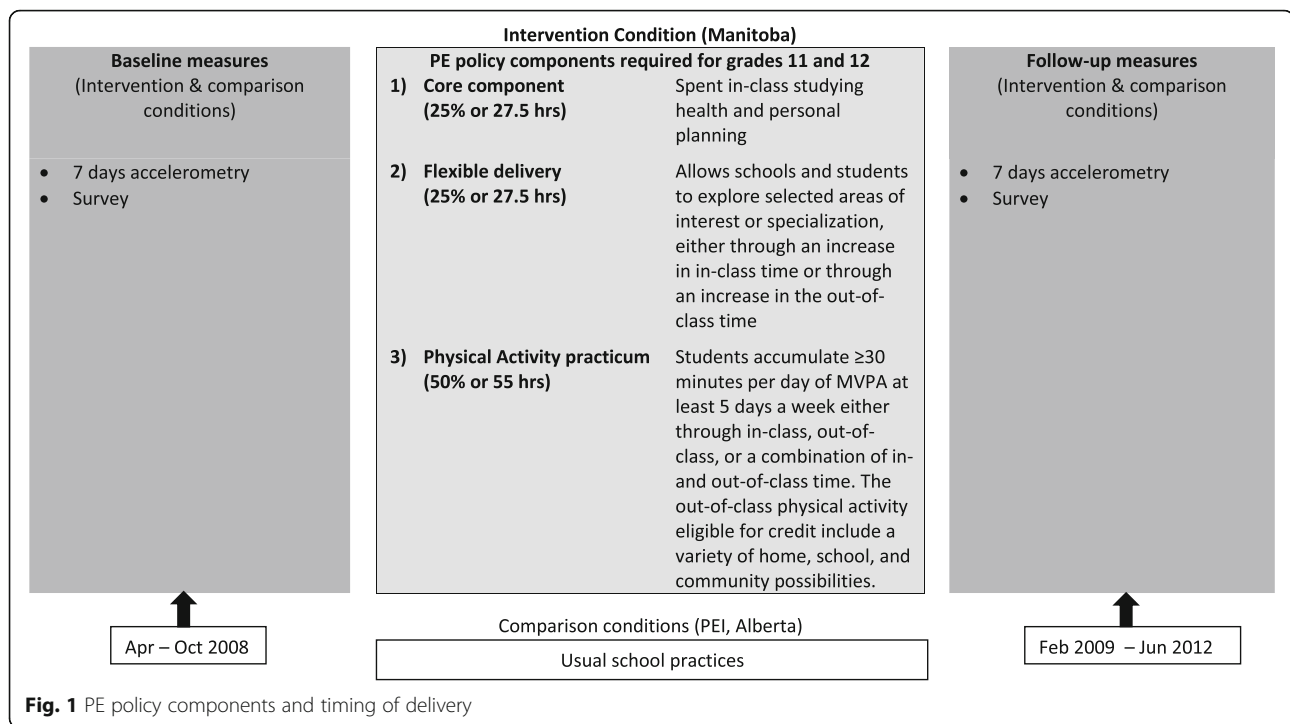 Intervention Condition (Manitoba)
Baseline measures
(Intervention & comparison
conditions)
• 7 days accelerometry
• Survey
Apr – Oct 2008
PE policy components required for grades 11 and 12
1) Core component
(25% or 27.5 hrs)
Spent in-class studying
health and personal
planning
2) Flexible delivery
(25% or 27.5 hrs)
Allows schools and students
to explore selected areas of
interest or specialization,
either through an increase
in in-class time or through
an increase in the out-of-
class time
3) Physical Activity practicum
(50% or 55 hrs)
Students accumulate ≥30
minutes per day of MVPA at
least 5 days a week either
through in-class, out-of-
class, or a combination of in-
and out-of-class time. The
out-of-class physical activity
eligible for credit include a
variety of home, school, and
community possibilities.
Comparison conditions (PEI, Alberta)
Usual school practices
Follow-up measures
(Intervention & comparison
conditions)
• 7 days accelerometry
• Survey
Feb 2009 – Jun 2012
Fig. 1 PE policy components and timing of delivery